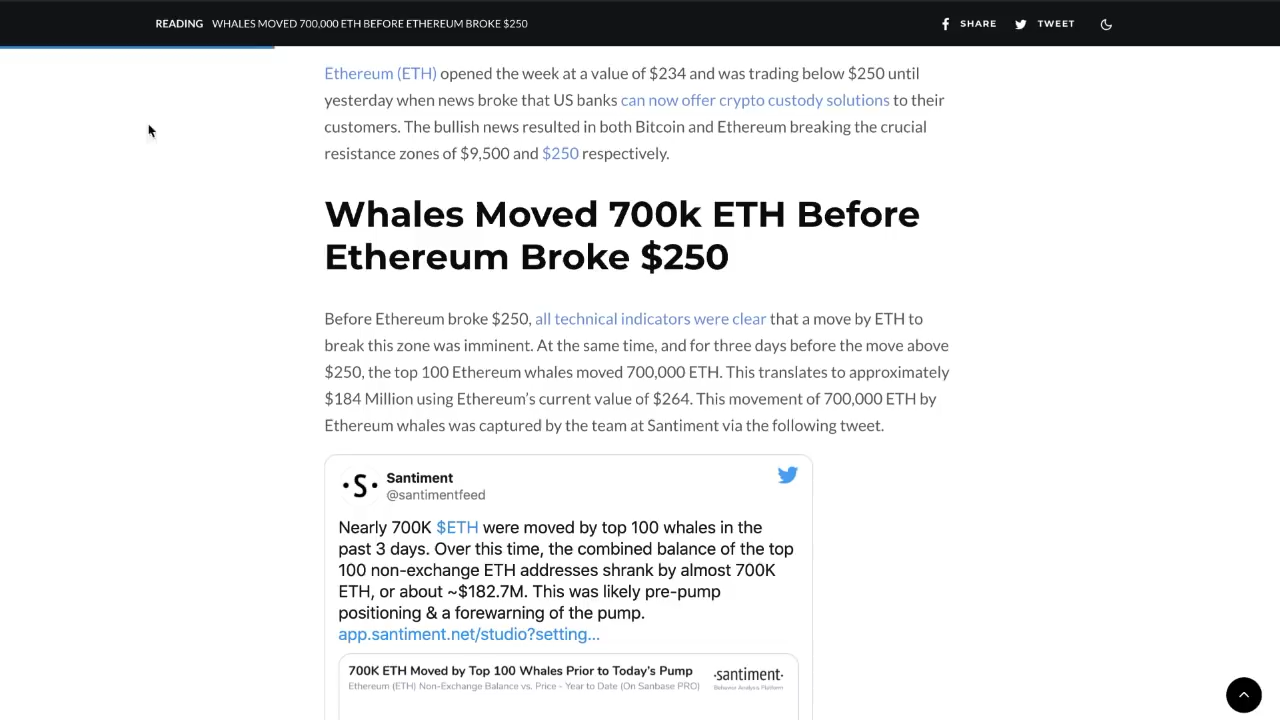 READING WHALES MOVED 700,000 ETH BEFORE ETHEREUM BROKE $250
SHARE TWEET
Ethereum (ETH) opened the week at a value of $234 and was trading below $250 until
yesterday when news broke that US banks can now offer crypto custody solutions to their
customers. The bullish news resulted in both Bitcoin and Ethereum breaking the crucial
resistance zones of $9,500 and $250 respectively.
Whales Moved 700k ETH Before
Ethereum Broke $250
Before Ethereum broke $250, all technical indicators were clear that a move by ETH to
break this zone was imminent. At the same time, and for three days before the move above
$250, the top 100 Ethereum whales moved 700,000 ETH. This translates to approximately
$184 Million using Ethereum's current value of $264. This movement of 700,000 ETH by
Ethereum whales was captured by the team at Santiment via the following tweet.
·S·
Santiment
@santimentfeed
Nearly 700K $ETH were moved by top 100 whales in the
past 3 days. Over this time, the combined balance of the top
100 non-exchange ETH addresses shrank by almost 700K
ETH, or about ~$182.7M. This was likely pre-pump
positioning & a forewarning of the pump.
app.santiment.net/studio?setting...
700K ETH Moved by Top 100 Whales Prior to Today's Pump
Ethereum (ETH) Non-Exchange Balance vs. Price - Year to Date (On Sanbase PRO)
·santiment·
Behavior Analysis Platform